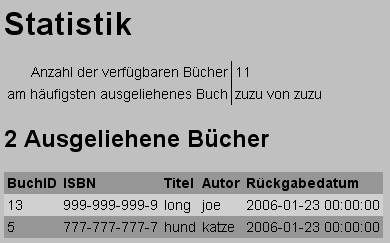 Statistik
Anzahl der verfügbaren Bücher 11
am häufigsten ausgeliehenes Buch zuzu von zuzu
2 Ausgeliehene Bücher
BuchID ISBN Titel Autor Rückgabedatum
13 999-999-999-9 long joe 2006-01-23 00:00:00
5 777-777-777-7 hund katze 2006-01-23 00:00:00